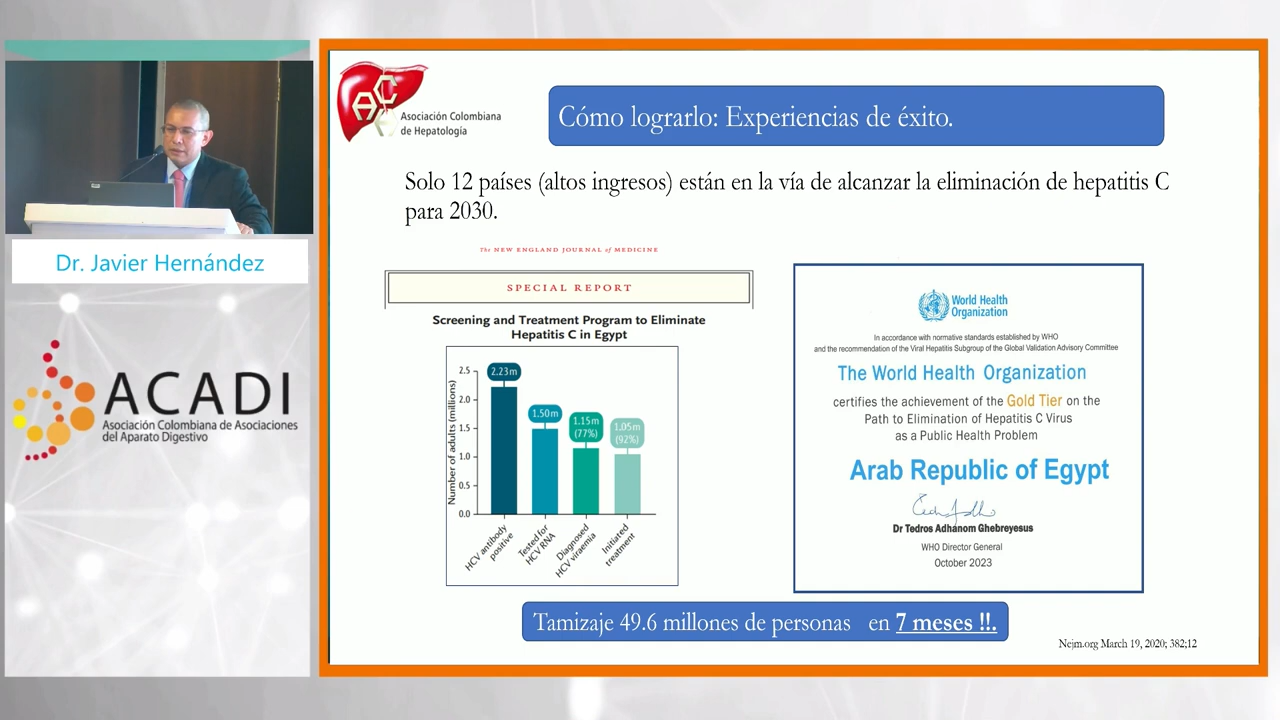 Asociación Colombiana
de Hepatología
Cómo lograrlo: Experiencias de éxito.
Solo 12 países (altos ingresos) están en la vía de alcanzar la eliminación de hepatitis C
para 2030.
The NEW ENGLAND JOURNAL of MEDICINE
SPECIAL REPORT
Screening and Treatment Program to Eliminate
Hepatitis C in Egypt
Number of adults (millions)
2.5
2.0
1.5
1.0
0.5
0.0
2.23m
1.50m
1.15m
(77%)
1.05m
(92%)
HCV antibody
positive
Tested for
HCV RNA
Diagnosed
HCV viraemia
Initiated
treatment
World Health
Organization
In accordance with normative standards established by WHO
and the recommendation of the Viral Hepatitis Subgroup of the Global Validation Advisory Committee
The World Health Organization
certifies the achievement of the Gold Tier on the
Path to Elimination of Hepatitis C Virus
as a Public Health Problem
Arab Republic of Egypt
Dr Tedros Adhanom Ghebreyesus
WHO Director General
October 2023
Tamizaje 49.6 millones de personas en 7 meses !!.
Nejm.org March 19, 2020; 382;12
Dr. Javier Hernández
ACADI
Asociación Colombiana de Asociaciones
del Aparato Digestivo